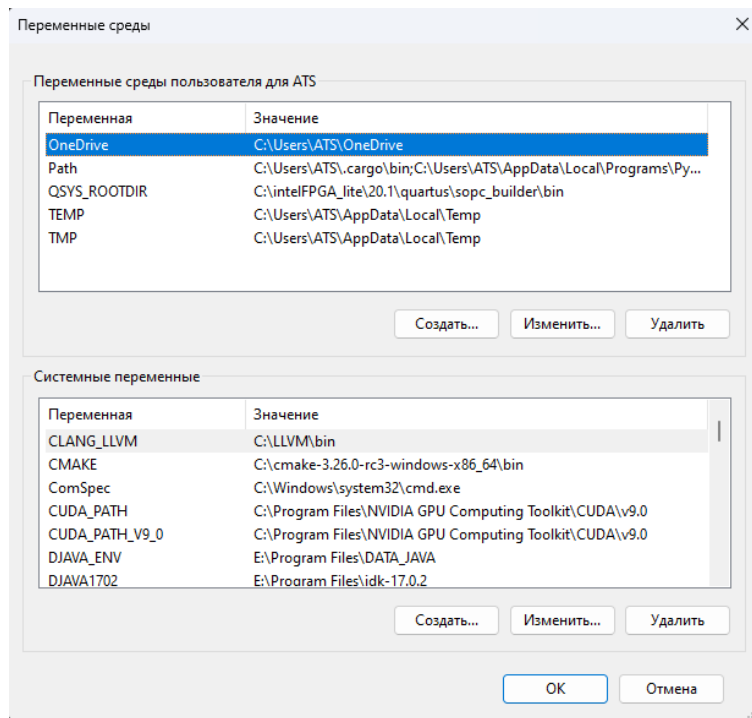 Переменные среды
Переменные среды пользователя для ATS
Переменная Значение
OneDrive C:\Users\ATS\OneDrive
Path C:\Users\ATS\.cargo\bin;C:\Users\ATS\AppData\Local\Programs\Py...
QSYS_ROOTDIR C:\intelFPGA_lite\20.1\quartus\sopc_builder\bin
TEMP C:\Users\ATS\AppData\Local\Temp
TMP C:\Users\ATS\AppData\Local\Temp
Создать... Изменить... Удалить
Системные переменные
Переменная Значение
CLANG_LLVM C:\LLVM\bin
CMAKE C:\cmake-3.26.0-rc3-windows-x86_64\bin
ComSpec C:\Windows\system32\cmd.exe
CUDA_PATH C:\Program Files\NVIDIA GPU Computing Toolkit\CUDA\v9.0
CUDA_PATH_V9_0 C:\Program Files\NVIDIA GPU Computing Toolkit\CUDA\v9.0
DJAVA_ENV E:\Program Files\DATA_JAVA
DJAVA1702 E:\Program Files\jdk-17.0.2
Создать... Изменить... Удалить
ОК Отмена